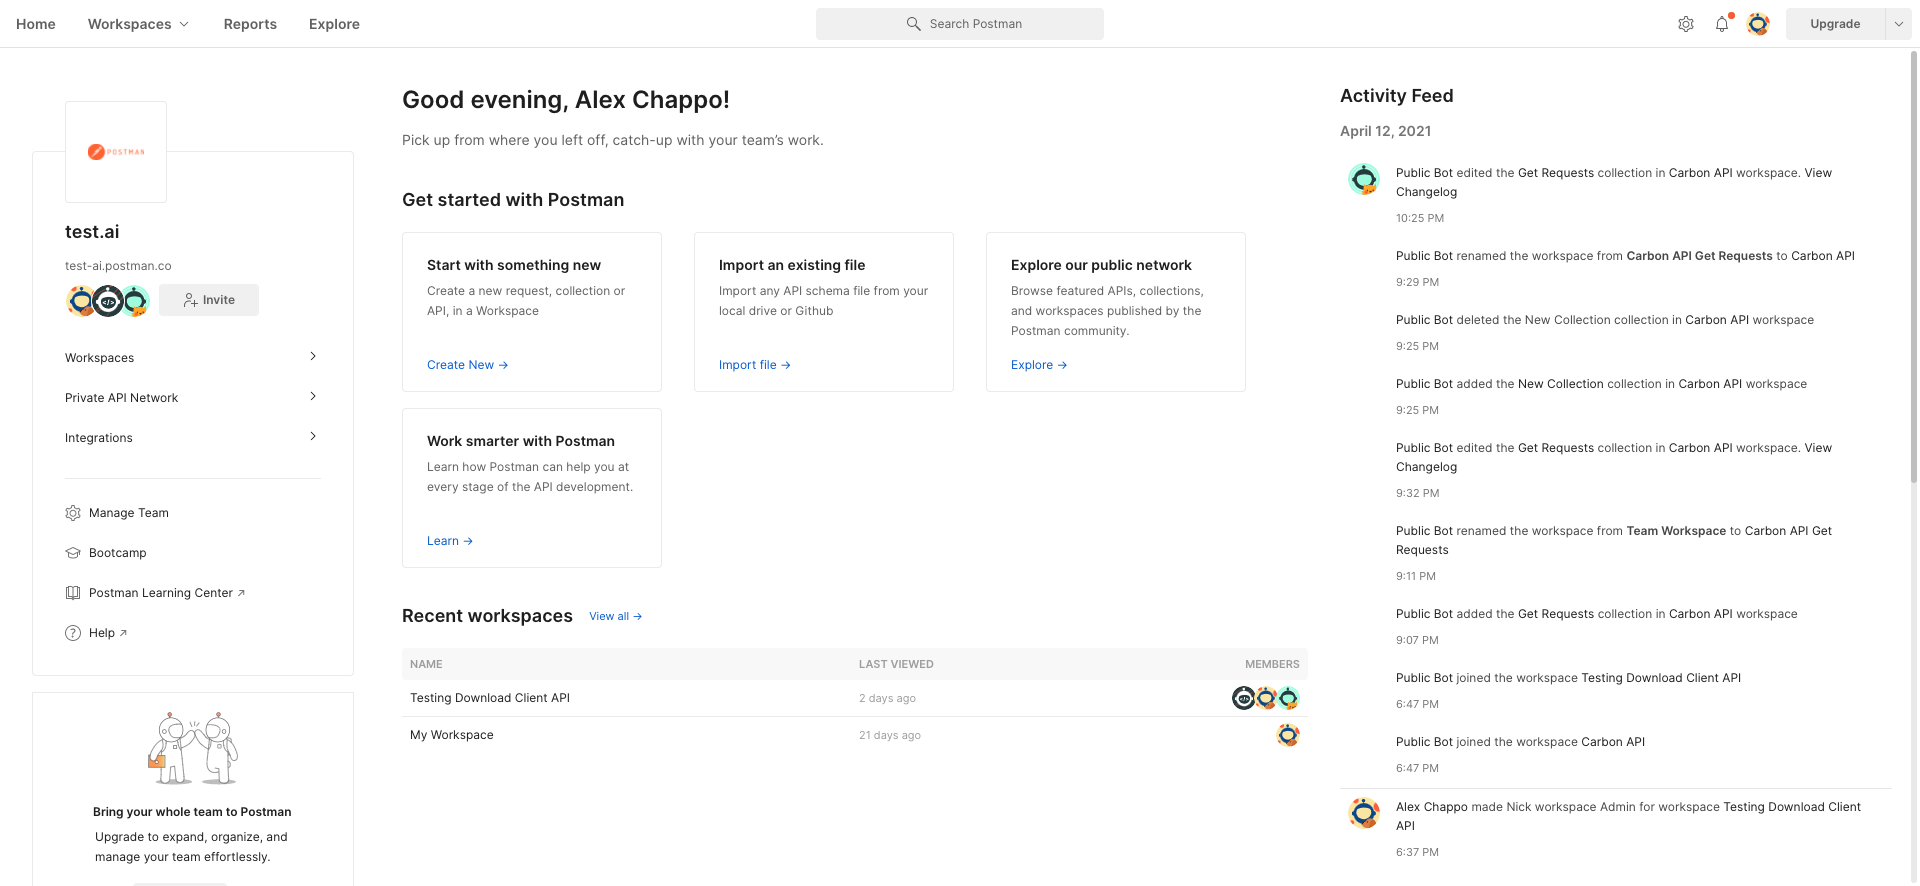 Home
Workspaces
Reports
Explore
Search Postman
Upgrade
POSTMAN
test.ai
test-ai.postman.co
Invite
Workspaces
Private API Network
Integrations
Manage Team
Bootcamp
Postman Learning Center
Help
Bring your whole team to Postman
Upgrade to expand, organize, and
manage your team effortlessly.
Good evening, Alex Chappo!
Pick up from where you left off, catch-up with your team’s work.
Get started with Postman
Start with something new
Create a new request, collection or
API, in a Workspace
Create New →
Import an existing file
Import any API schema file from your
local drive or Github
Import file →
Explore our public network
Browse featured APIs, collections,
and workspaces published by the
Postman community.
Explore →
Work smarter with Postman
Learn how Postman can help you at
every stage of the API development.
Learn →
Recent workspaces
View all →
NAME LAST VIEWED MEMBERS
Testing Download Client API 2 days ago
My Workspace 21 days ago
Activity Feed
April 12, 2021
Public Bot edited the Get Requests collection in Carbon API workspace. View
Changelog
10:25 PM
Public Bot renamed the workspace from Carbon API Get Requests to Carbon API
9:29 PM
Public Bot deleted the New Collection collection in Carbon API workspace
9:25 PM
Public Bot added the New Collection collection in Carbon API workspace
9:25 PM
Public Bot edited the Get Requests collection in Carbon API workspace. View
Changelog
9:32 PM
Public Bot renamed the workspace from Team Workspace to Carbon API Get
Requests
9:11 PM
Public Bot added the Get Requests collection in Carbon API workspace
9:07 PM
Public Bot joined the workspace Testing Download Client API
6:47 PM
Public Bot joined the workspace Carbon API
6:47 PM
Alex Chappo made Nick workspace Admin for workspace Testing Download Client
API
6:37 PM